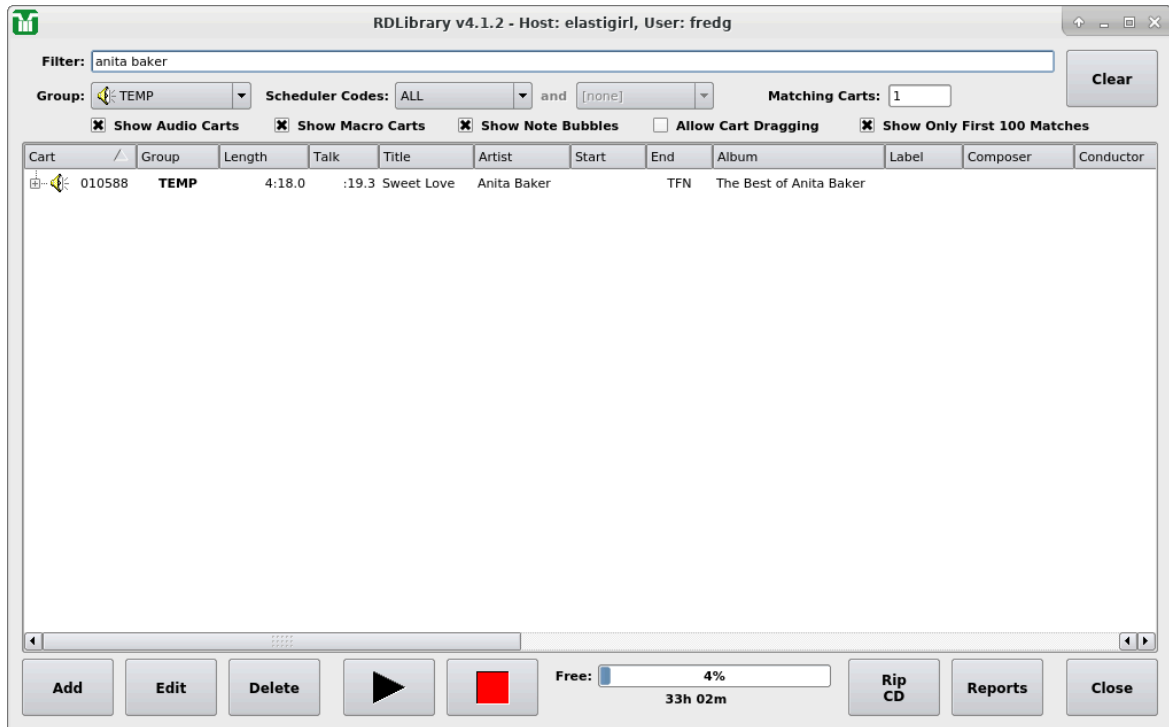 RDLibrary v4.1.2 - Host: elastigirl, User: fredg
Filter: anita baker
Clear
Group: TEMP Scheduler Codes: ALL and [none] Matching Carts: 1
Show Audio Carts Show Macro Carts Show Note Bubbles Allow Cart Dragging Show Only First 100 Matches
Cart Group Length Talk Title Artist Start End Album Label Composer Conductor
010588 TEMP 4:18.0 :19.3 Sweet Love Anita Baker TFN The Best of Anita Baker
Add Edit Delete Free: 4% Rip CD Reports Close
33h 02m